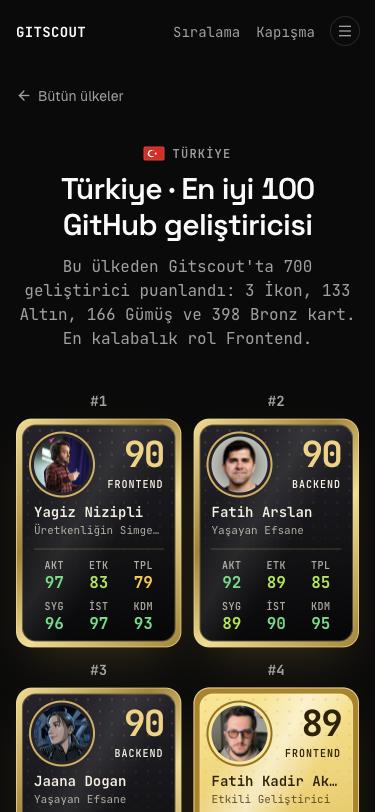 GITSCOUT
Sıralama Kapışma
← Bütün ülkeler
TÜRKİYE
Türkiye · En iyi 100
GitHub geliştiricisi
Bu ülkeden Gitscout'ta 700
geliştirici puanlandı: 3 İkon, 133
Altın, 166 Gümüş ve 398 Bronz kart.
En kalabalık rol Frontend.
#1
90
FRONTEND
Yagiz Nizipli
Üretkenliğin Simge…
AKT ETK TPL
97 83 79
SYG İST KDM
96 97 93
#2
90
BACKEND
Fatih Arslan
Yaşayan Efsane
AKT ETK TPL
92 89 85
SYG İST KDM
89 90 95
#3
90
BACKEND
Jaana Dogan
Yaşayan Efsane
#4
89
FRONTEND
Fatih Kadir Ak…
Etkili Geliştirici